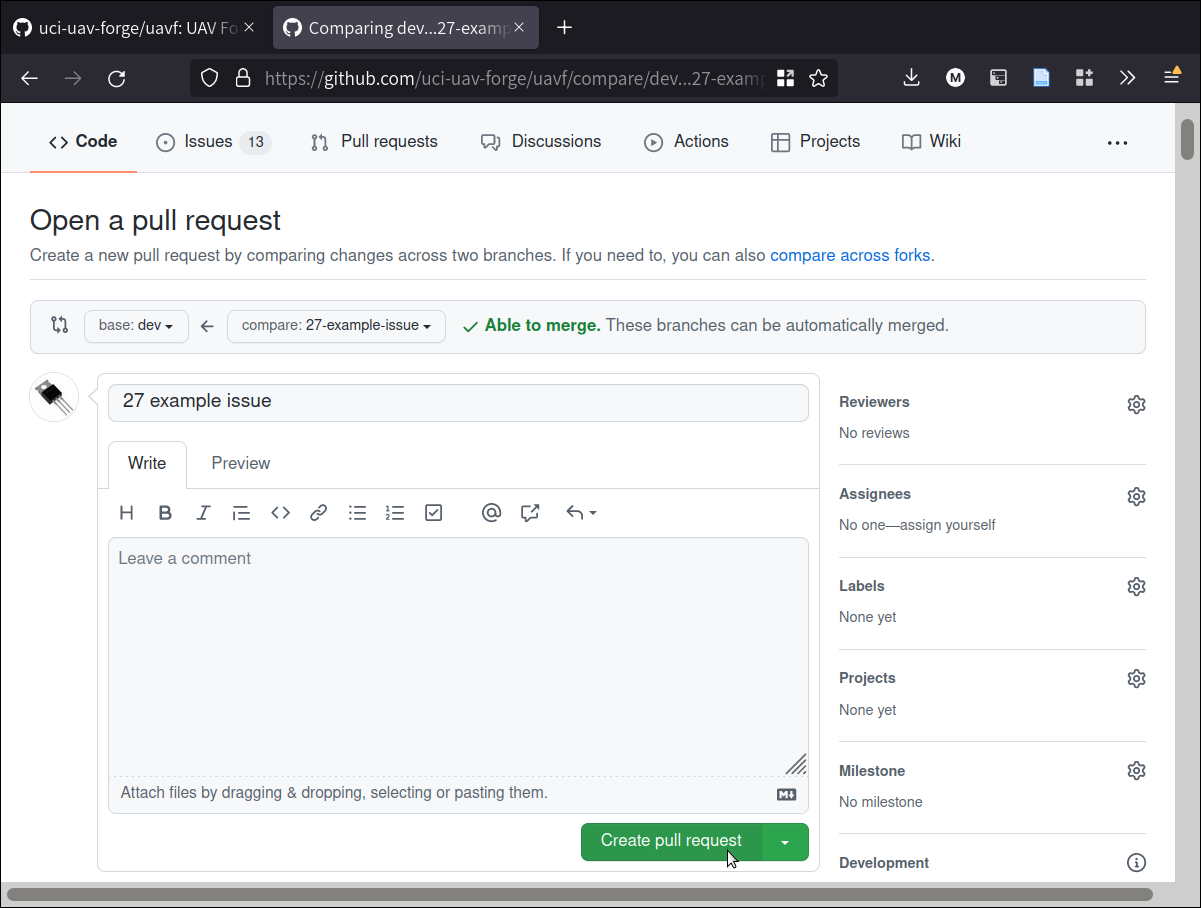 uci-uav-forge/uavf: UAV Fo
Comparing dev...27-examp
https://github.com/uci-uav-forge/uavf/compare/dev...27-examp
M
Code
Issues 13
Pull requests
Discussions
Actions
Projects
Wiki
Open a pull request
Create a new pull request by comparing changes across two branches. If you need to, you can also compare across forks.
base: dev
compare: 27-example-issue
Able to merge. These branches can be automatically merged.
27 example issue
Write
Preview
Leave a comment
Attach files by dragging & dropping, selecting or pasting them.
Create pull request
Reviewers
No reviews
Assignees
No one—assign yourself
Labels
None yet
Projects
None yet
Milestone
No milestone
Development